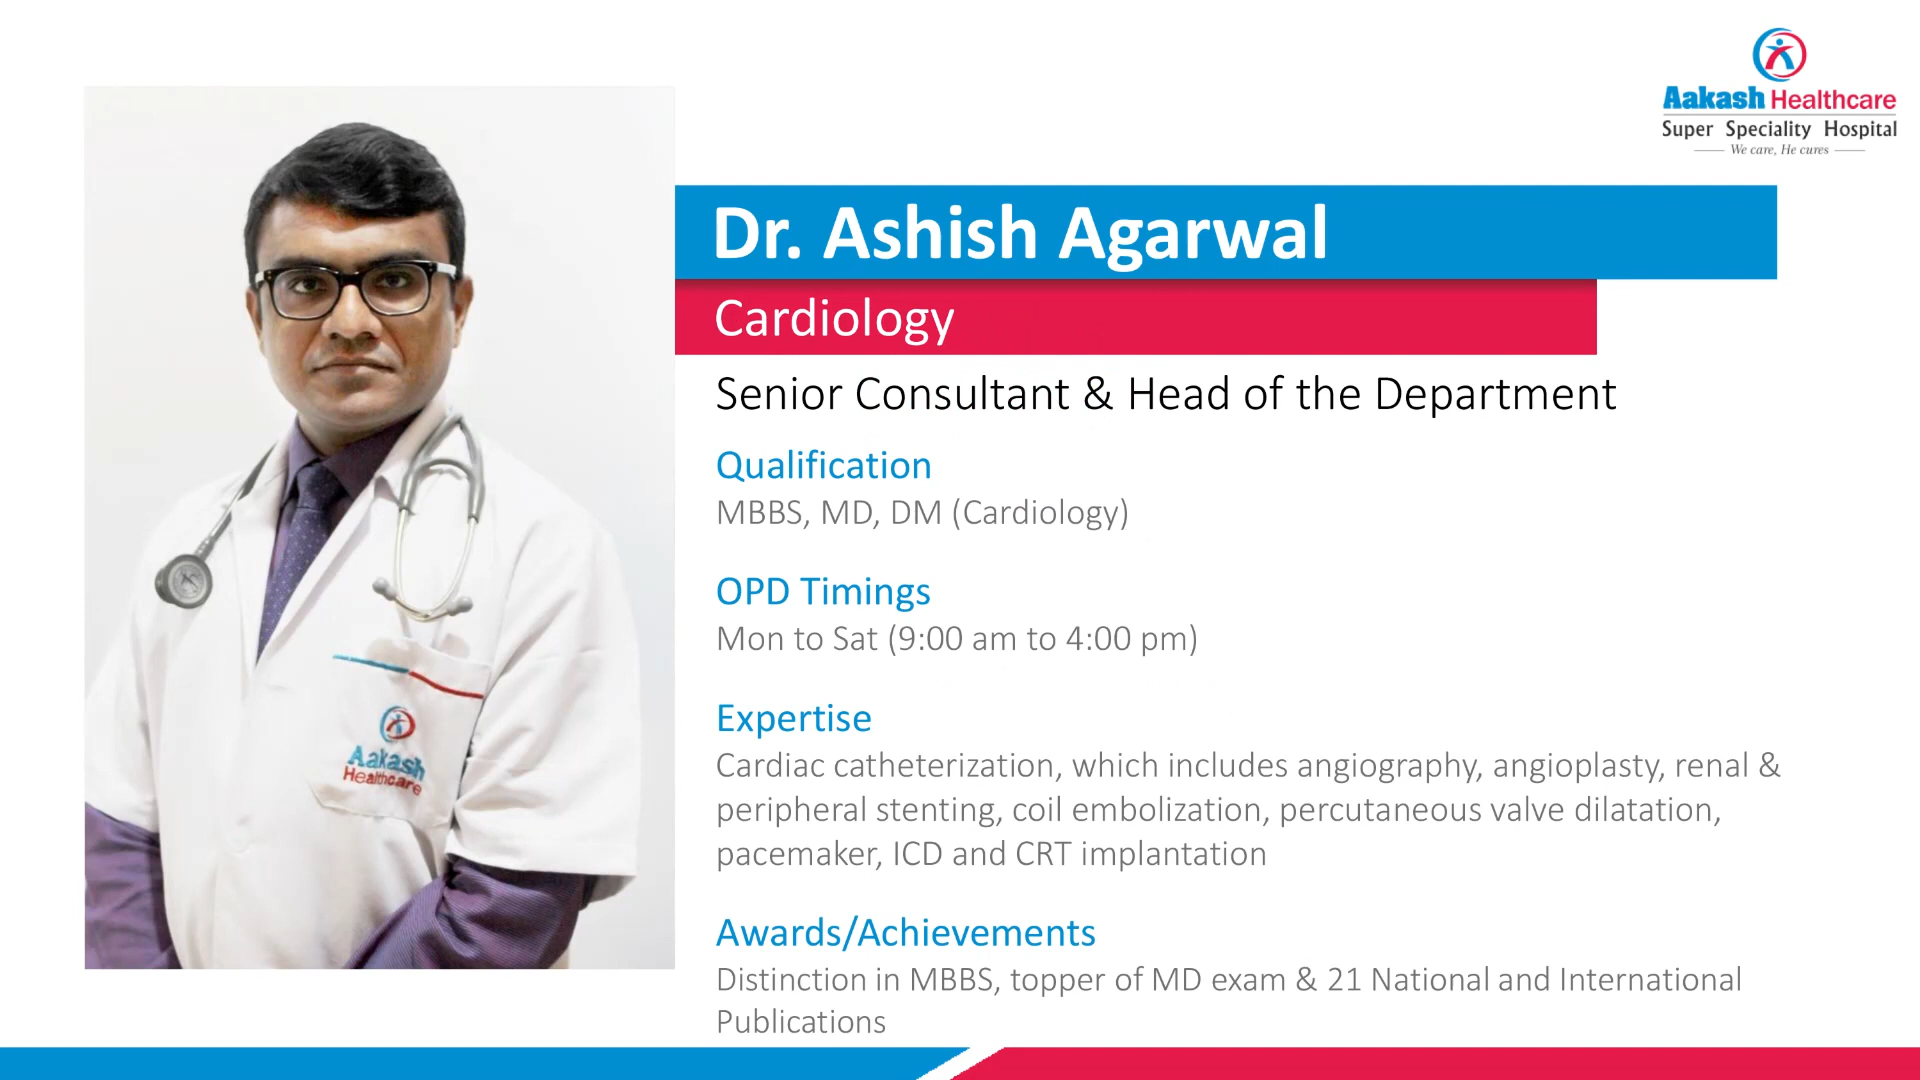 Aakash Healthcare
Super Speciality Hospital
We care, He cures
Dr. Ashish Agarwal
Cardiology
Senior Consultant & Head of the Department
Qualification
MBBS, MD, DM (Cardiology)
OPD Timings
Mon to Sat (9:00 am to 4:00 pm)
Expertise
Cardiac catheterization, which includes angiography, angioplasty, renal &
peripheral stenting, coil embolization, percutaneous valve dilatation,
pacemaker, ICD and CRT implantation
Awards/Achievements
Distinction in MBBS, topper of MD exam & 21 National and International
Publications
Aakash
Healthcare